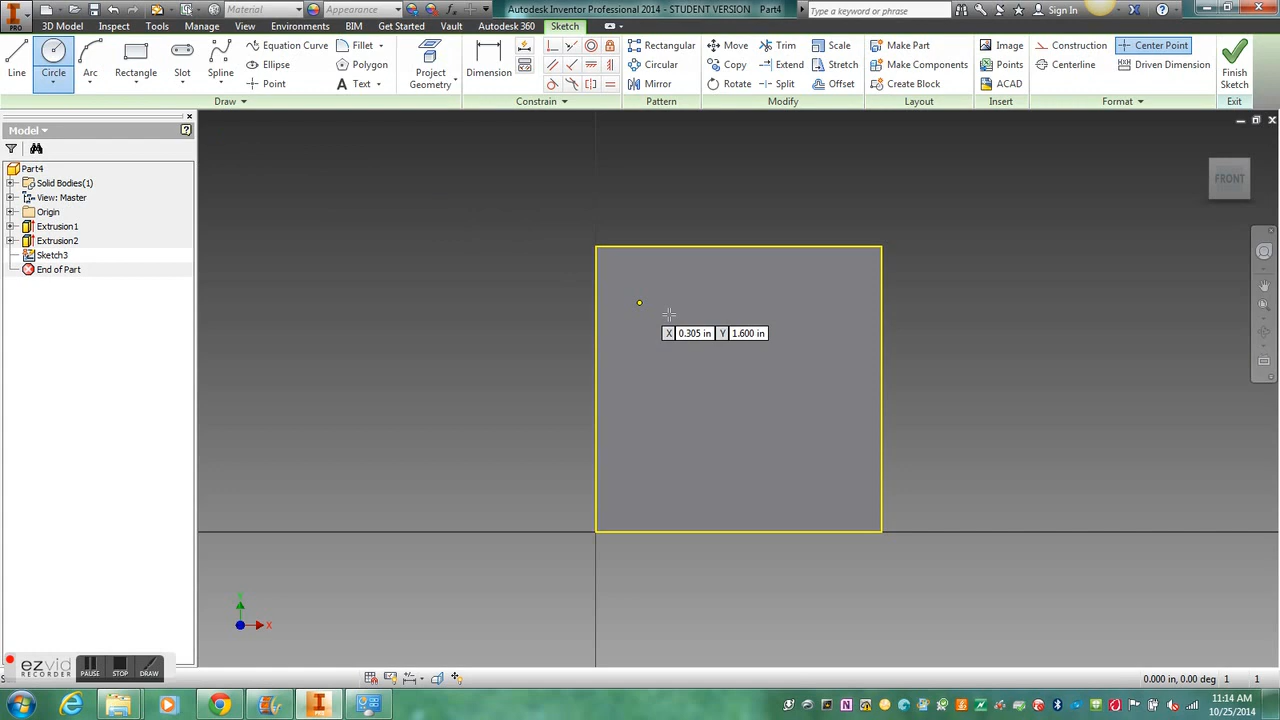 Material
Appearance
Autodesk Inventor Professional 2014 - STUDENT VERSION Part4
Type a keyword or phrase
Sign In
PRO
3D Model Inspect Tools Manage View Environments BIM Get Started Vault Autodesk 360 Sketch
Line Circle Arc Rectangle Slot Spline
Equation Curve Fillet
Ellipse Polygon
Point Text
Project Geometry
Dimension
Rectangular
Circular
Mirror
Move Trim Scale
Copy Extend Stretch
Rotate Split Offset
Make Part
Make Components
Create Block
Image
Points
ACAD
Construction Center Point
Centerline Driven Dimension
Finish Sketch
Draw Constrain Pattern Modify Layout Insert Format Exit
Model
Part4
Solid Bodies(1)
View: Master
Origin
Extrusion1
Extrusion2
Sketch3
End of Part
FRONT
X 0.305 in Y 1.600 in
X
ezvid
RECORDER
PAUSE STOP DRAW
0.000 in, 0.00 deg 1 1
PRO
11:14 AM
10/25/2014